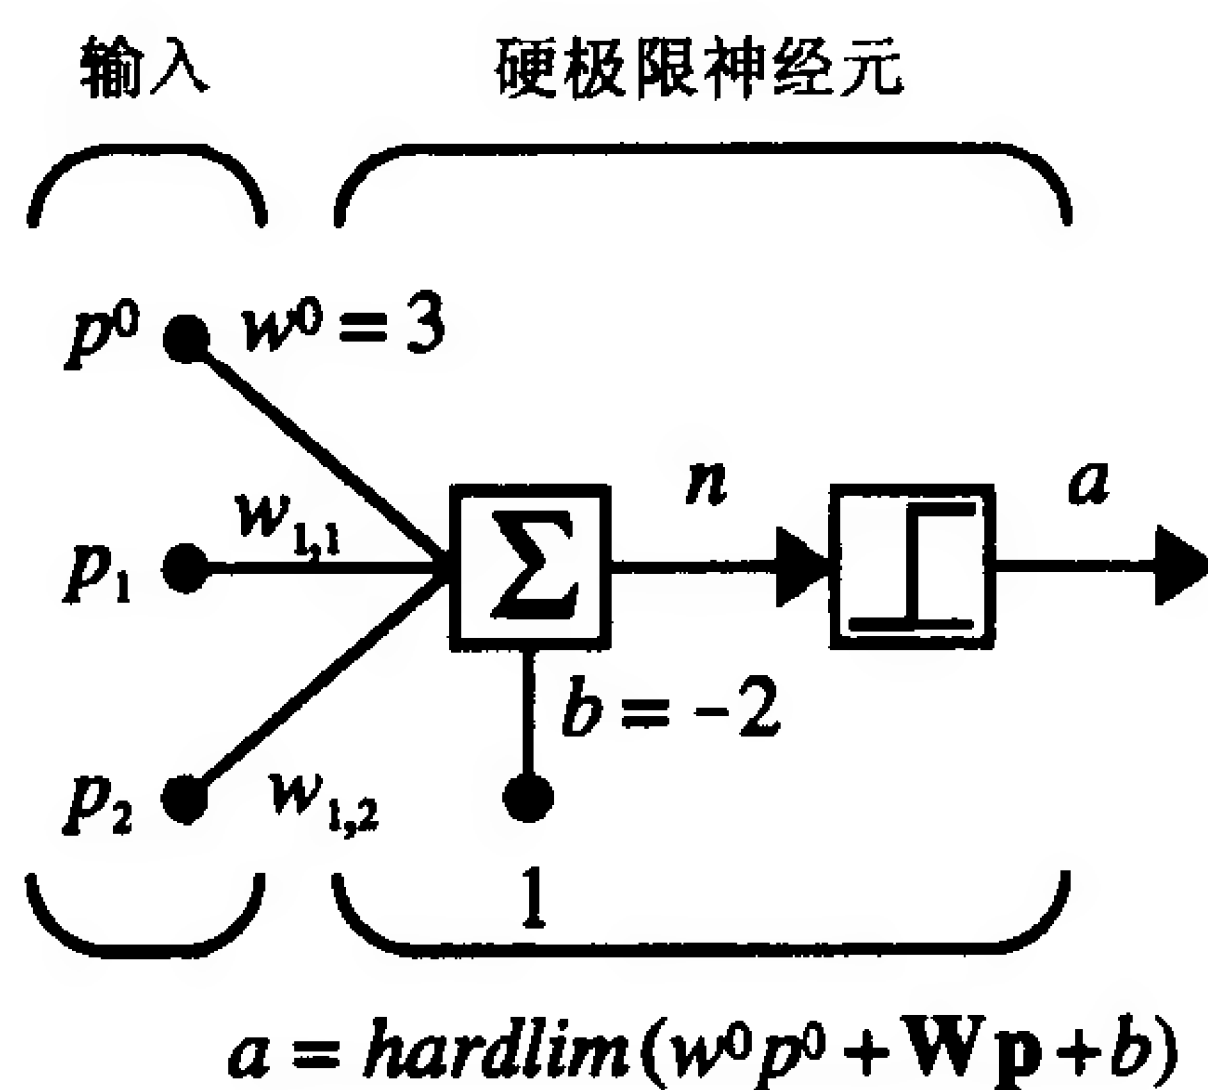 输入 硬极限神经元
p⁰ w⁰ = 3
n a
w₁,₁
p₁ Σ
b = -2
p₂ w₁,₂
1
a = hardlim(w⁰p⁰ + Wp + b)